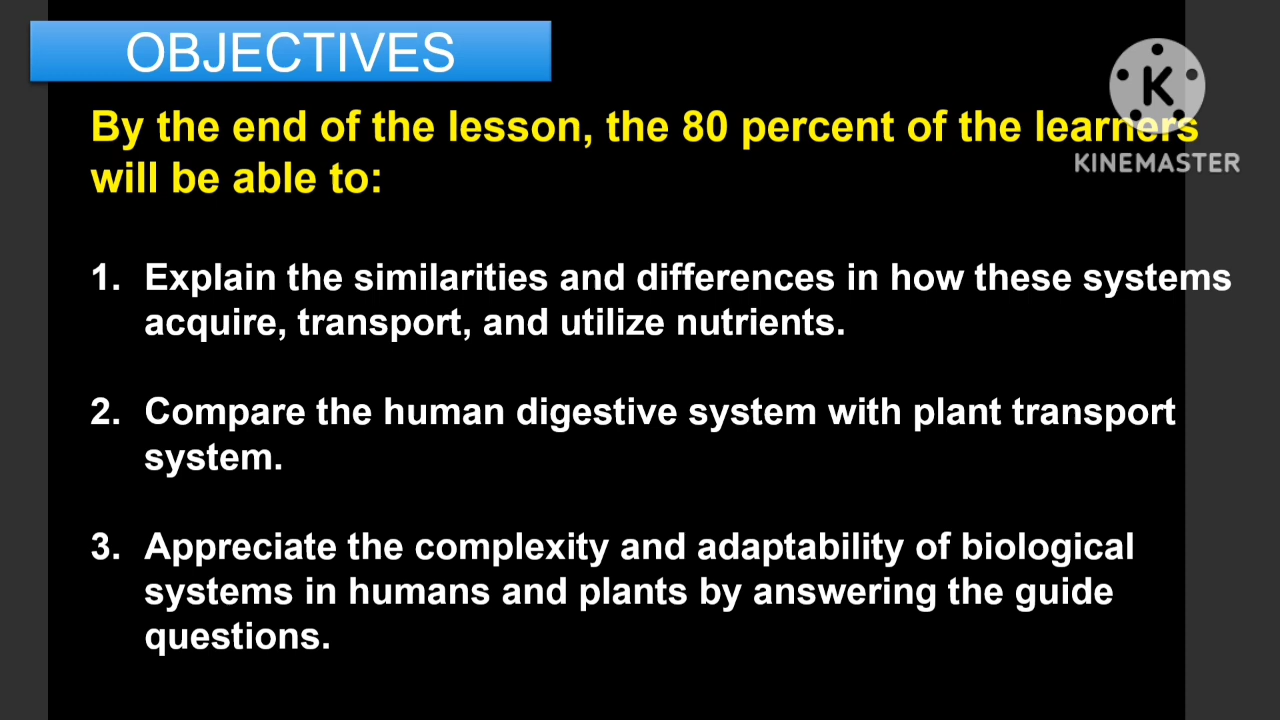 OBJECTIVES
By the end of the lesson, the 80 percent of the learners
will be able to:
K
KINEMASTER
1. Explain the similarities and differences in how these systems
acquire, transport, and utilize nutrients.
2. Compare the human digestive system with plant transport
system.
3. Appreciate the complexity and adaptability of biological
systems in humans and plants by answering the guide
questions.